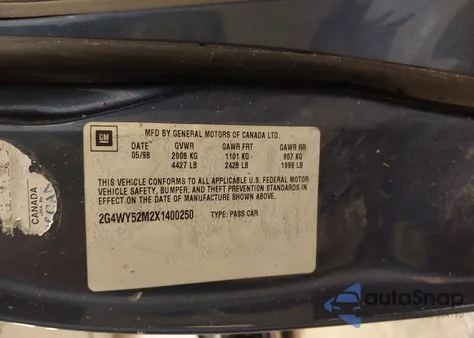 GM
MFD BY GENERAL MOTORS OF CANADA LTD.
DATE GVWR GAWR FRT GAWR RR
05/98 2008 KG 1101 KG 907 KG
4427 LB 2428 LB 1999 LB
THIS VEHICLE CONFORMS TO ALL APPLICABLE U.S. FEDERAL MOTOR
VEHICLE SAFETY, BUMPER, AND THEFT PREVENTION STANDARDS IN
EFFECT ON THE DATE OF MANUFACTURE SHOWN ABOVE.
2G4WY52M2X1400250 TYPE: PASS CAR
CANADA
CAN
autoSnap